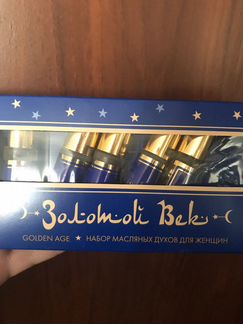 Золотой Век
GOLDEN AGE • НАБОР МАСЛЯНЫХ ДУХОВ ДЛЯ ЖЕНЩИН